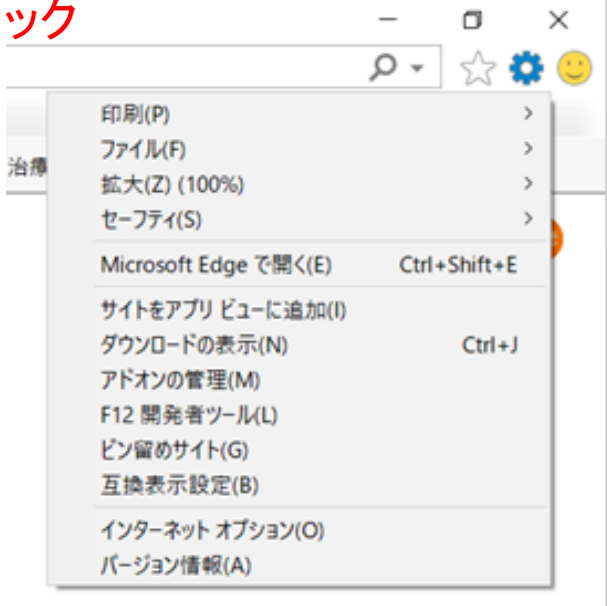 ック
治療
印刷(P)
ファイル(F)
拡大(Z) (100%)
セーフティ(S)
Microsoft Edge で開く(E) Ctrl+Shift+E
サイトをアプリ ビューに追加(I)
ダウンロードの表示(N) Ctrl+J
アドオンの管理(M)
F12 開発者ツール(L)
ピン留めサイト(G)
互換表示設定(B)
インターネット オプション(O)
バージョン情報(A)